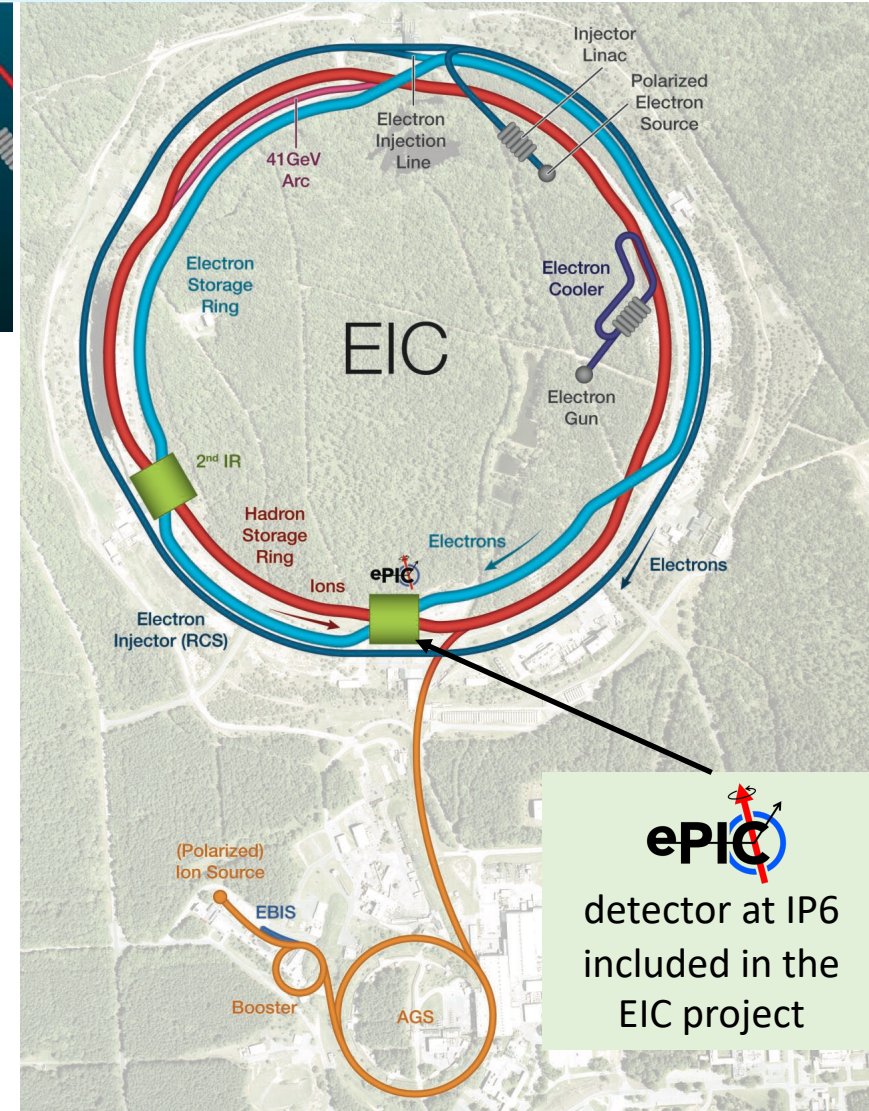 Injector
Linac
Polarized
Electron
Source
Electron
Injection
Line
41GeV
Arc
Electron
Storage
Ring
Electron
Cooler
EIC
Electron
Gun
2nd IR
Hadron
Storage
Ring
Electrons
Electrons
ePIC
Ions
Electron
Injector (RCS)
ePIC
detector at IP6
included in the
EIC project
(Polarized)
Ion Source
EBIS
Booster
AGS